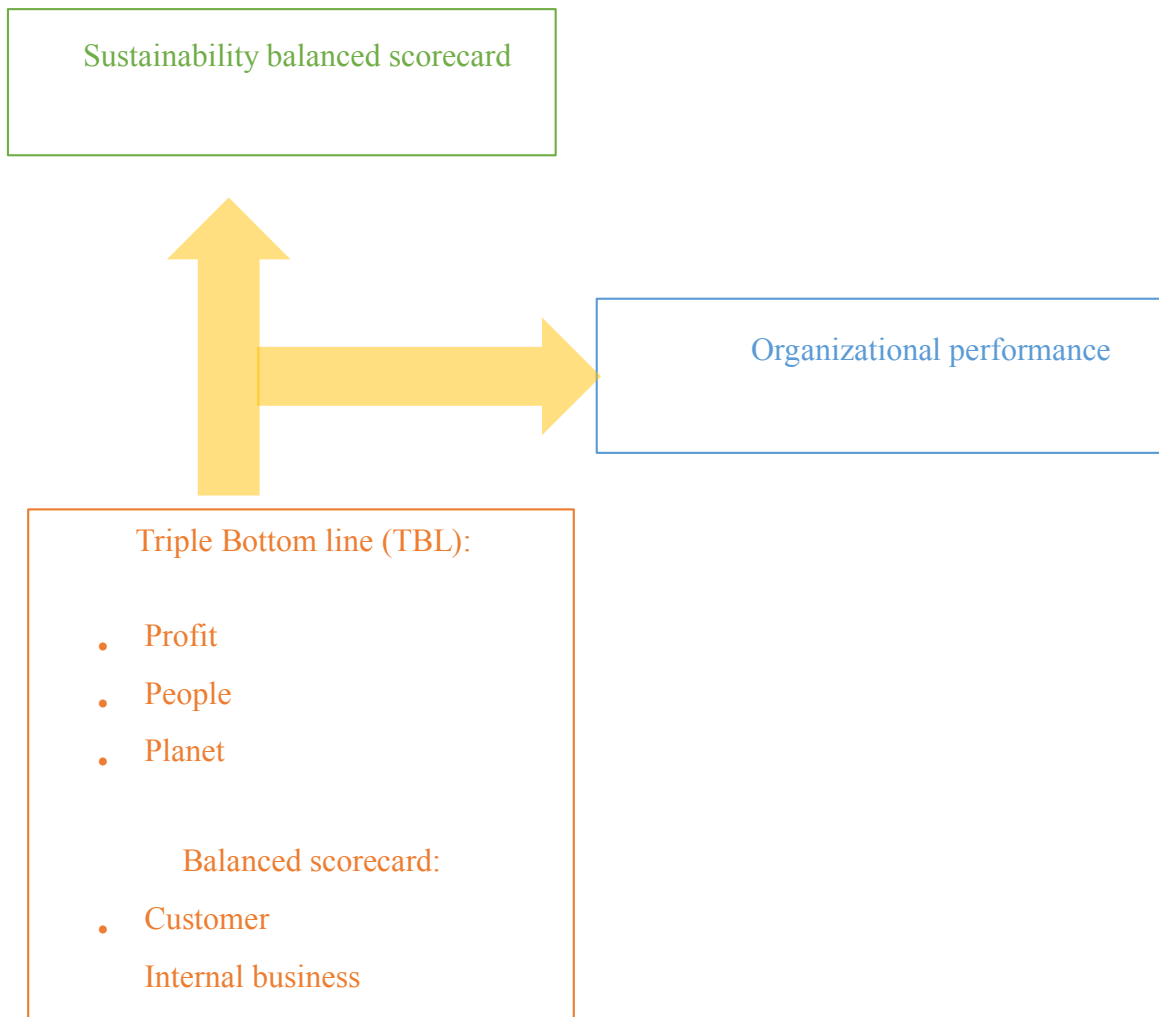 Sustainability balanced scorecard
Organizational performance
Triple Bottom line (TBL):
• Profit
• People
• Planet
Balanced scorecard:
• Customer
Internal business